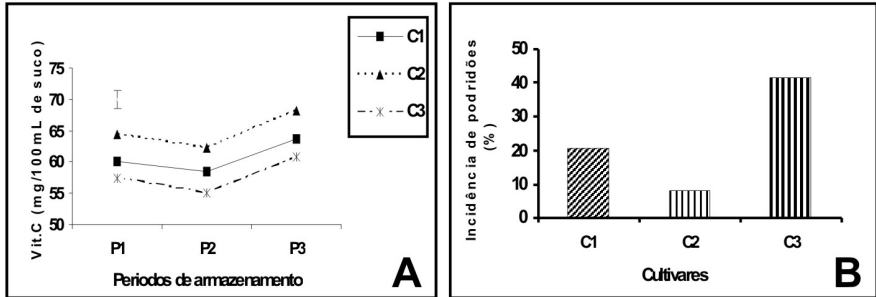 Vit.C (mg/100mL de suco)
75
70
65
60
55
50
P1
P2
P3
Periodos de armazenamento
C1
C2
C3
A
Incidência de podridões
(%)
50
40
30
20
10
0
C1
C2
C3
Cultivares
B